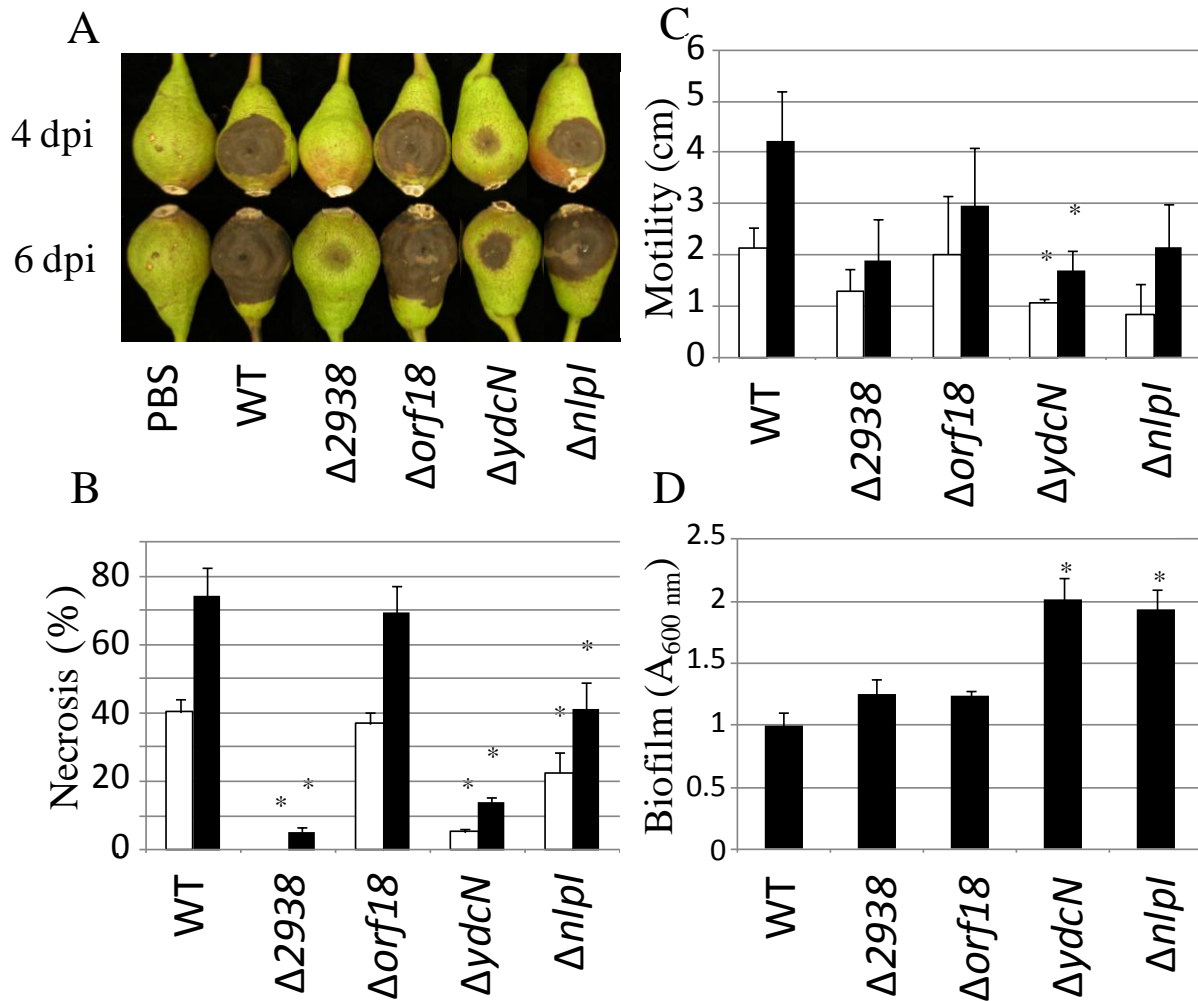 A
4 dpi
6 dpi
PBS
WT
Δ2938
Δorf18
ΔydcN
ΔnlpI
B
Necrosis (%)
80
60
40
20
0
* *
* *
* *
WT
Δ2938
Δorf18
ΔydcN
ΔnlpI
C
Motility (cm)
6
5
4
3
2
1
0
* *
WT
Δ2938
Δorf18
ΔydcN
ΔnlpI
D
Biofilm (A600 nm)
2.5
2
1.5
1
0.5
0
* *
WT
Δ2938
Δorf18
ΔydcN
ΔnlpI